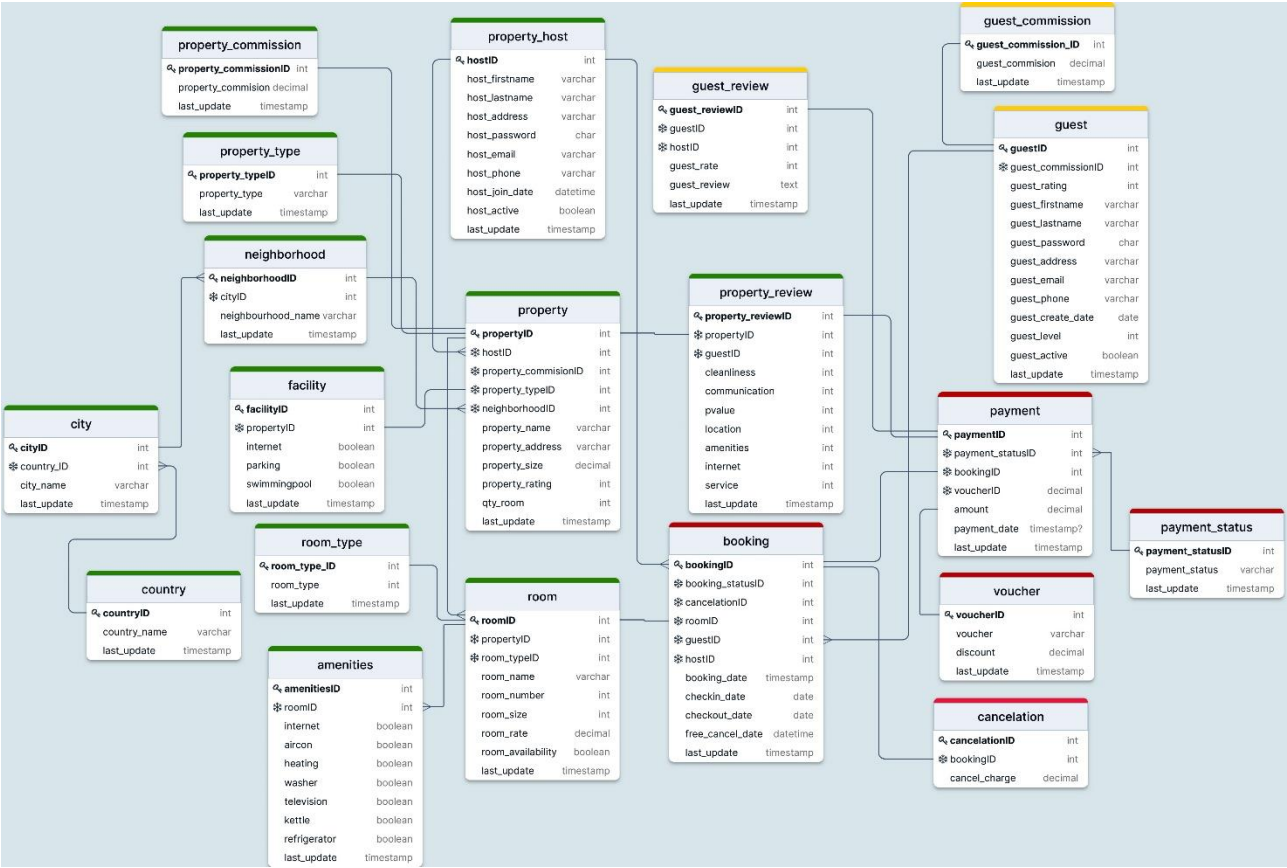 property_commission
property_commissionID int
property_commision decimal
last_update timestamp
property_type
property_typeID int
property_type varchar
last_update timestamp
neighborhood
neighborhoodID int
cityID int
neighbourhood_name varchar
last_update timestamp
facility
facilityID int
propertyID int
internet boolean
parking boolean
swimmingpool boolean
last_update timestamp
city
cityID int
country_ID int
city_name varchar
last_update timestamp
country
countryID int
country_name varchar
last_update timestamp
room_type
room_type_ID int
room_type int
last_update timestamp
amenities
amenitiesID int
roomID int
internet boolean
aircon boolean
heating boolean
washer boolean
television boolean
kettle boolean
refrigerator boolean
last_update timestamp
property_host
hostID int
host_firstname varchar
host_lastname varchar
host_address varchar
host_password char
host_email varchar
host_phone varchar
host_join_date datetime
host_active boolean
last_update timestamp
property
propertyID int
hostID int
property_commisionID int
property_typeID int
neighborhoodID int
property_name varchar
property_address varchar
property_size decimal
property_rating int
qty_room int
last_update timestamp
room
roomID int
propertyID int
room_typeID int
room_name varchar
room_number int
room_size int
room_rate decimal
room_availability boolean
last_update timestamp
guest_review
guest_reviewID int
guestID int
hostID int
guest_rate int
guest_review text
last_update timestamp
property_review
property_reviewID int
propertyID int
guestID int
cleanliness int
communication int
pvalue int
location int
amenities int
internet int
service int
last_update timestamp
booking
bookingID int
booking_statusID int
cancelationID int
roomID int
guestID int
hostID int
booking_date timestamp
checkin_date date
checkout_date date
free_cancel_date datetime
last_update timestamp
guest_commission
guest_commission_ID int
guest_commision decimal
last_update timestamp
guest
guestID int
guest_commissionID int
guest_rating int
guest_firstname varchar
guest_lastname varchar
guest_password char
guest_address varchar
guest_email varchar
guest_phone varchar
guest_create_date date
guest_level int
guest_active boolean
last_update timestamp
payment
paymentID int
payment_statusID int
bookingID int
voucherID decimal
amount decimal
payment_date timestamp?
last_update timestamp
payment_status
payment_statusID int
payment_status varchar
last_update timestamp
voucher
voucherID int
voucher varchar
discount decimal
last_update timestamp
cancelation
cancelationID int
bookingID int
cancel_charge decimal